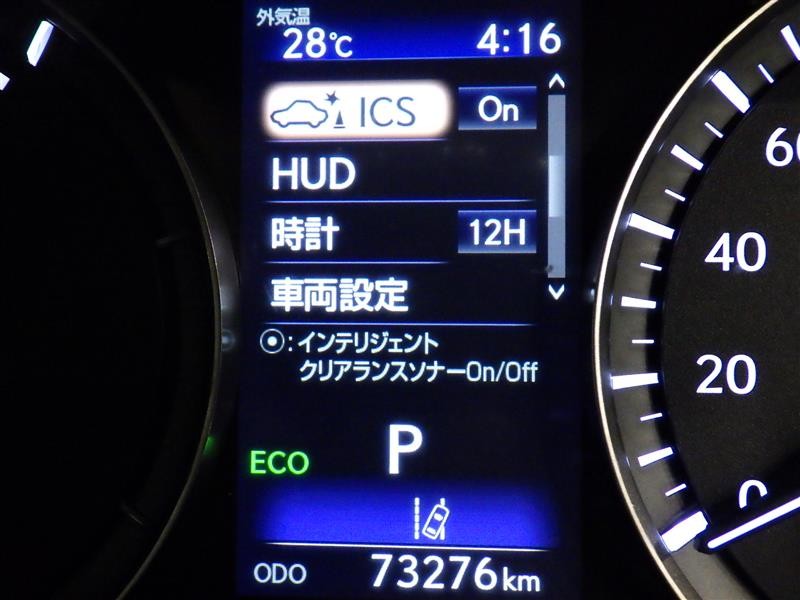 外気温
28℃ 4:16
ICS On
HUD
時計 12H
車両設定
⦿:インテリジェント
クリアランスソナーOn/Off
P
ECO
ODO 73276km
60
40
20
0